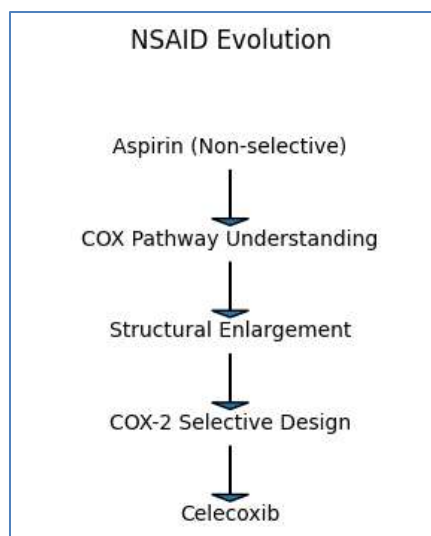 NSAID Evolution
Aspirin (Non-selective)
COX Pathway Understanding
Structural Enlargement
COX-2 Selective Design
Celecoxib